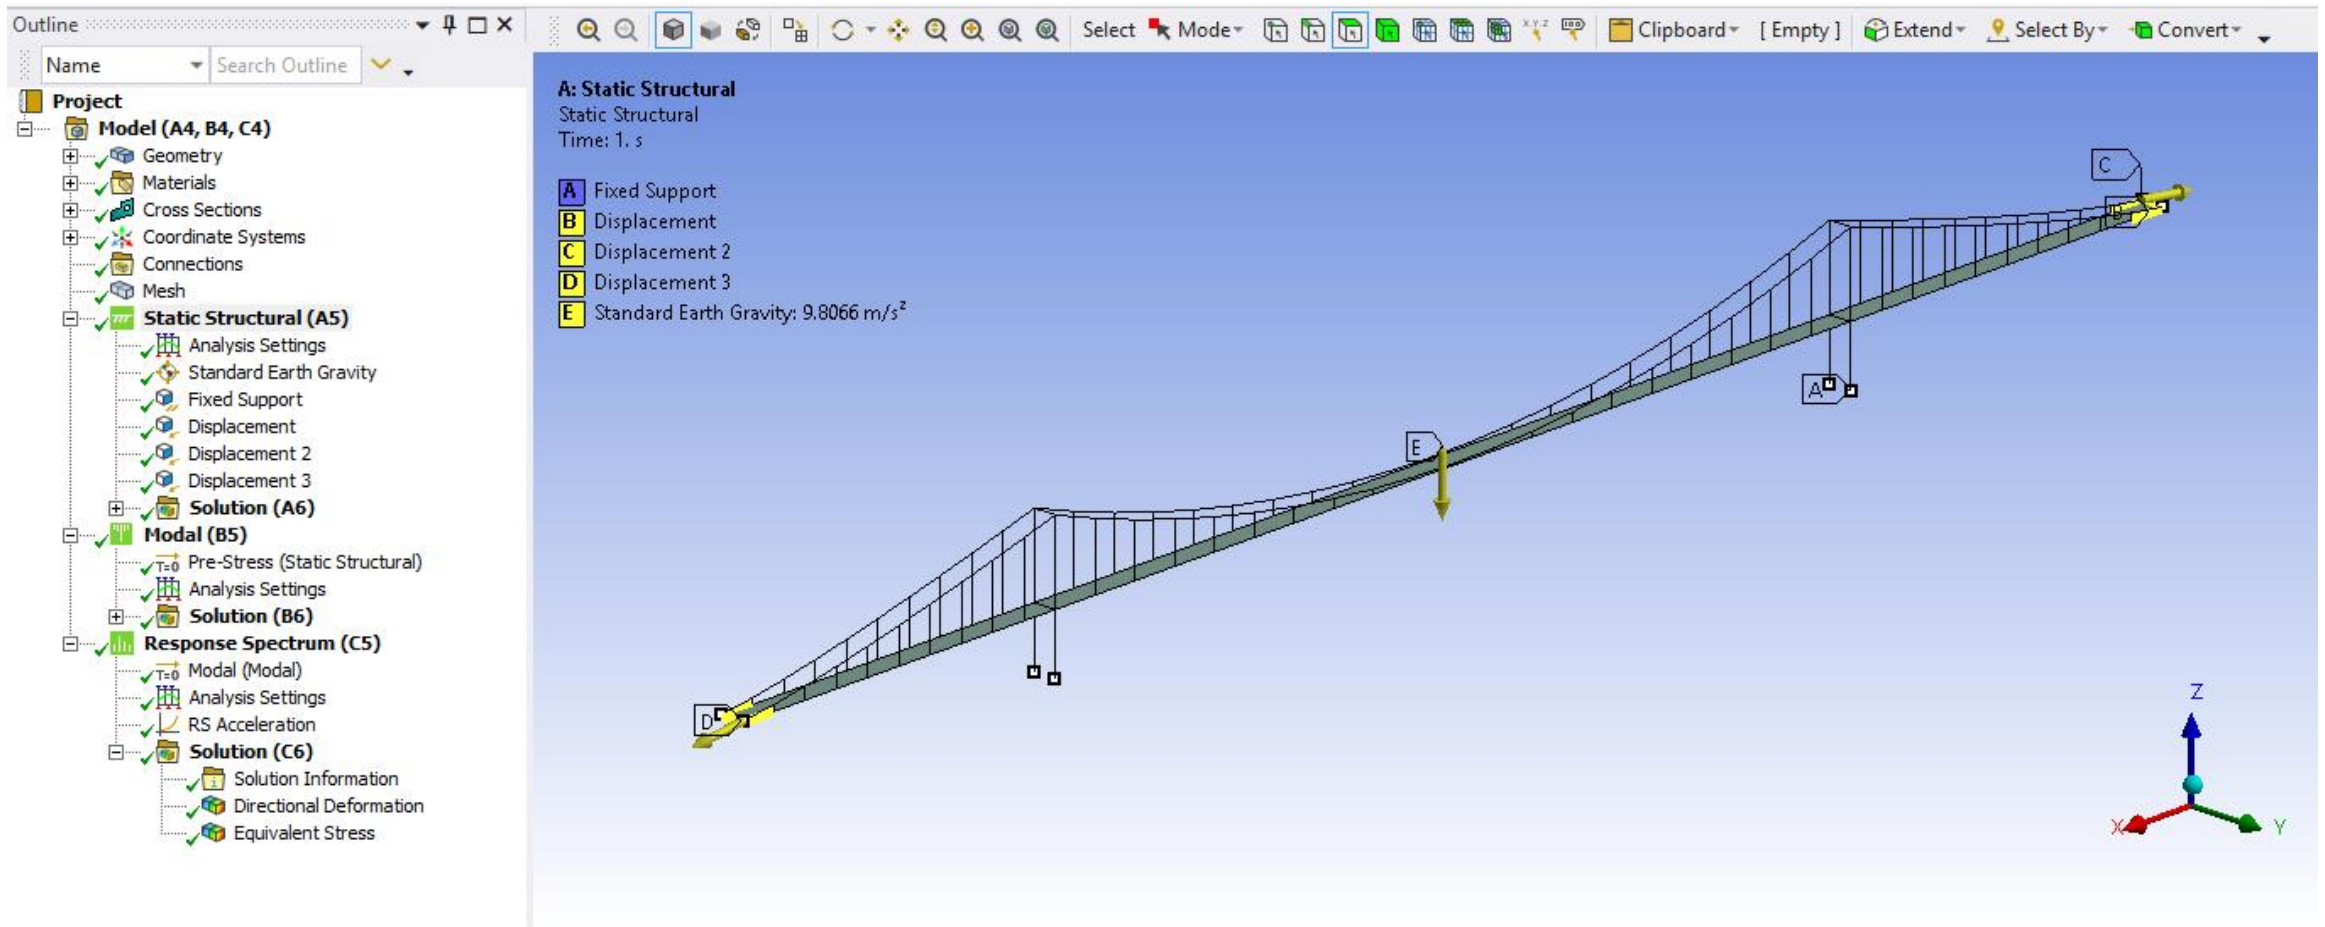 Outline
Name
Search Outline
Project
Model (A4, B4, C4)
Geometry
Materials
Cross Sections
Coordinate Systems
Connections
Mesh
Static Structural (A5)
Analysis Settings
Standard Earth Gravity
Fixed Support
Displacement
Displacement 2
Displacement 3
Solution (A6)
Modal (B5)
T=0 Pre-Stress (Static Structural)
Analysis Settings
Solution (B6)
Response Spectrum (C5)
T=0 Modal (Modal)
Analysis Settings
RS Acceleration
Solution (C6)
Solution Information
Directional Deformation
Equivalent Stress
Select Mode Clipboard [ Empty ] Extend Select By Convert
A: Static Structural
Static Structural
Time: 1. s
A Fixed Support
B Displacement
C Displacement 2
D Displacement 3
E Standard Earth Gravity: 9.8066 m/s²
C
B
A
E
D
Z
X
Y